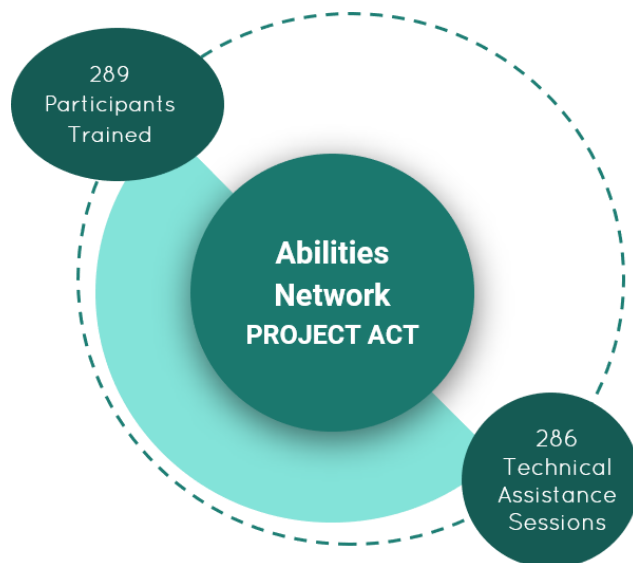 289
Participants
Trained
Abilities
Network
PROJECT ACT
286
Technical
Assistance
Sessions